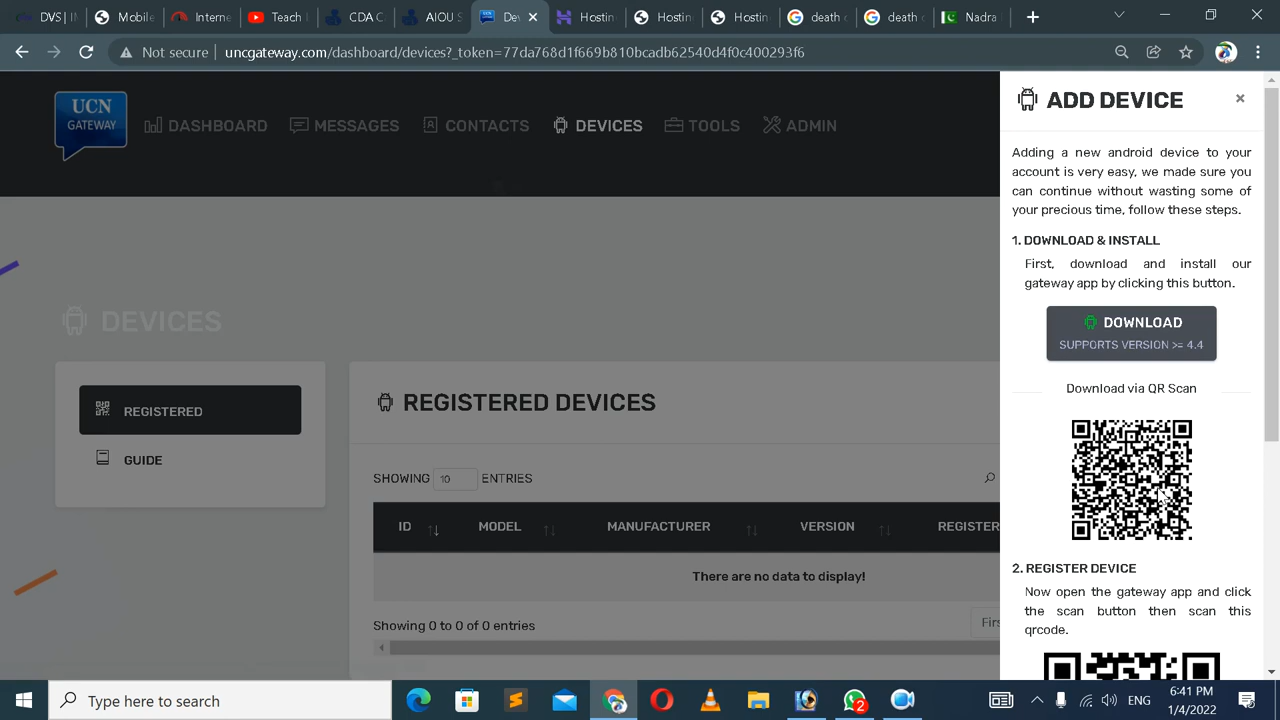 DVS | N
Mobile
Interne
Teach
CDA C
AIOU S
De
Hostin
Hostin
Hostin
death
death
Nadra
Not secure
uncgateway.com/dashboard/devices?_token=77da768d1f669b810bcadb62540d4f0c400293f6
UCN
GATEWAY
DASHBOARD
MESSAGES
CONTACTS
DEVICES
TOOLS
ADMIN
ADD DEVICE
Adding a new android device to your
account is very easy, we made sure you
can continue without wasting some of
your precious time, follow these steps.
1. DOWNLOAD & INSTALL
First, download and install our
gateway app by clicking this button.
DOWNLOAD
SUPPORTS VERSION >= 4.4
Download via QR Scan
2. REGISTER DEVICE
Now open the gateway app and click
the scan button then scan this
qrcode.
DEVICES
REGISTERED
GUIDE
REGISTERED DEVICES
SHOWING 10 ENTRIES
ID MODEL MANUFACTURER VERSION REGISTER
There are no data to display!
Showing 0 to 0 of 0 entries
Firs
Type here to search
2
ENG
6:41 PM
1/4/2022